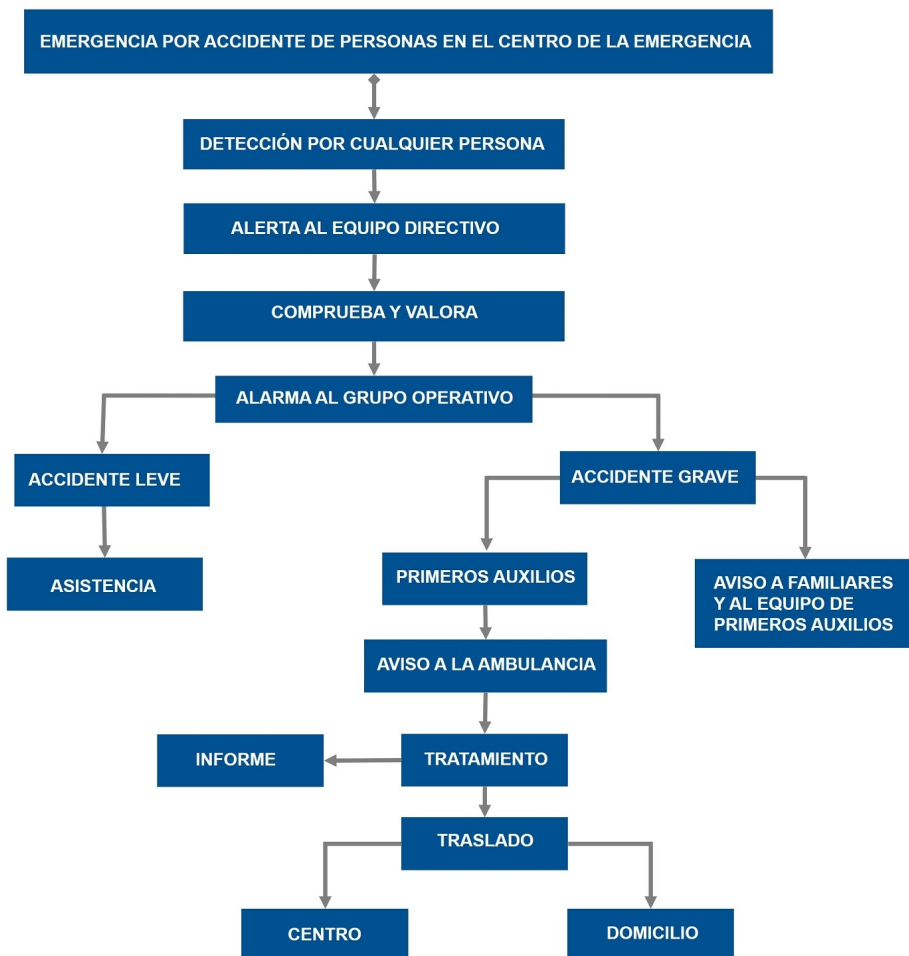 EMERGENCIA POR ACCIDENTE DE PERSONAS EN EL CENTRO DE LA EMERGENCIA
DETECCIÓN POR CUALQUIER PERSONA
ALERTA AL EQUIPO DIRECTIVO
COMPRUEBA Y VALORA
ALARMA AL GRUPO OPERATIVO
ACCIDENTE LEVE
ACCIDENTE GRAVE
ASISTENCIA
PRIMEROS AUXILIOS
AVISO A FAMILIARES
Y AL EQUIPO DE
PRIMEROS AUXILIOS
AVISO A LA AMBULANCIA
INFORME
TRATAMIENTO
TRASLADO
CENTRO
DOMICILIO